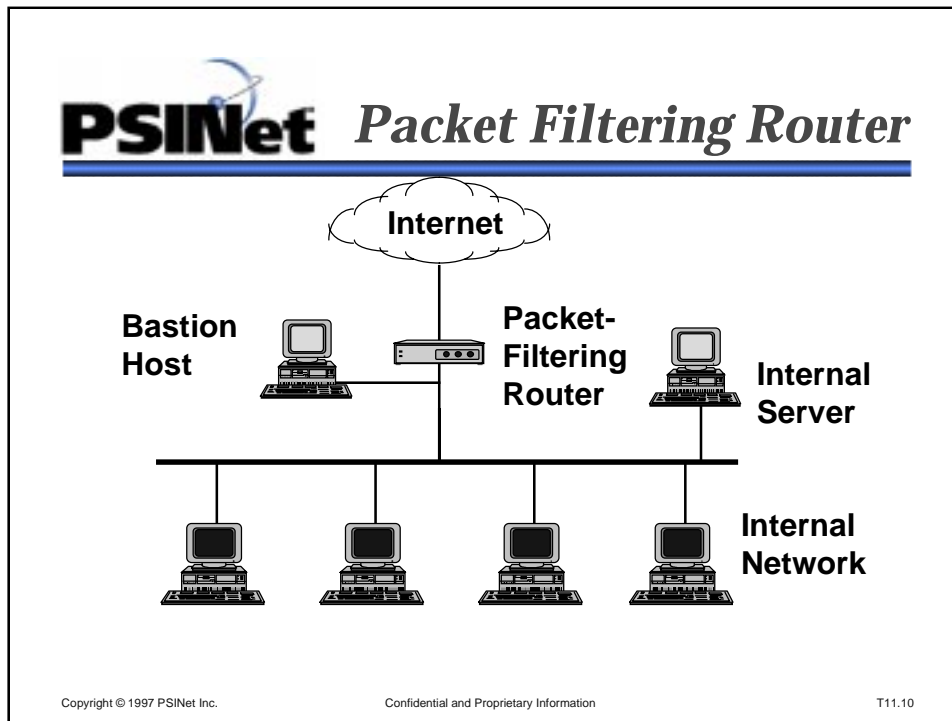 PSINet Packet Filtering Router
Internet
Bastion
Host
Packet-
Filtering
Router
Internal
Server
Internal
Network
Copyright © 1997 PSINet Inc. Confidential and Proprietary Information T11.10